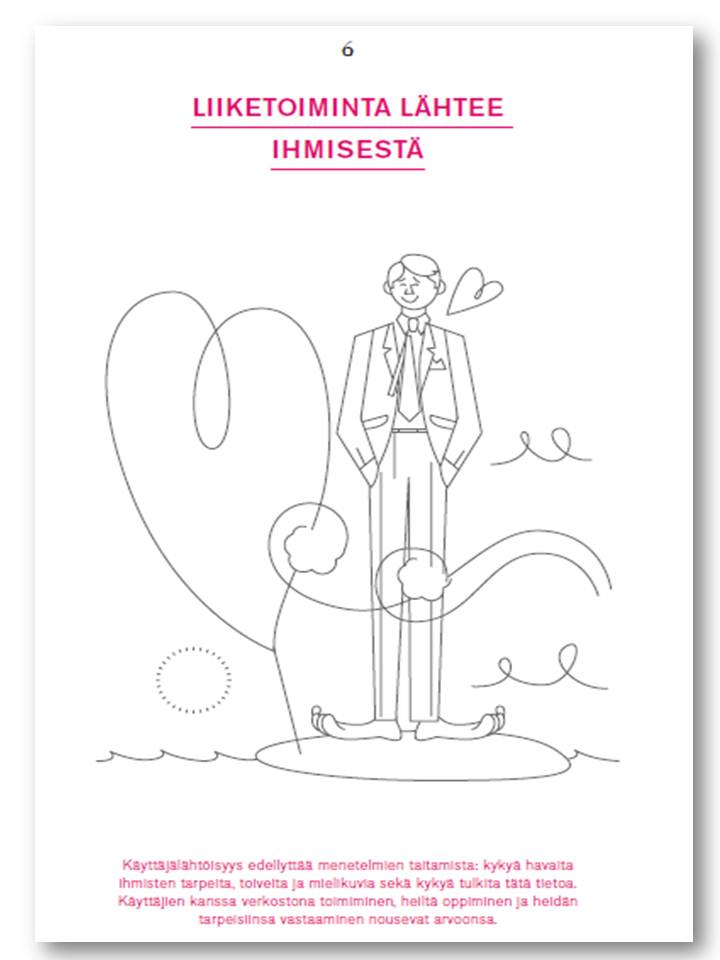 6
LIIKETOIMINTA LÄHTEE
IHMISESTÄ
Käyttäjälähtöisyys edellyttää menetelmien taitamista: kykyä havaita
ihmisten tarpeita, toiveita ja mielikuvia sekä kykyä tulkita tätä tietoa.
Käyttäjien kanssa verkostona toimiminen, heiltä oppiminen ja heidän
tarpeisiinsa vastaaminen nousevat arvoonsa.